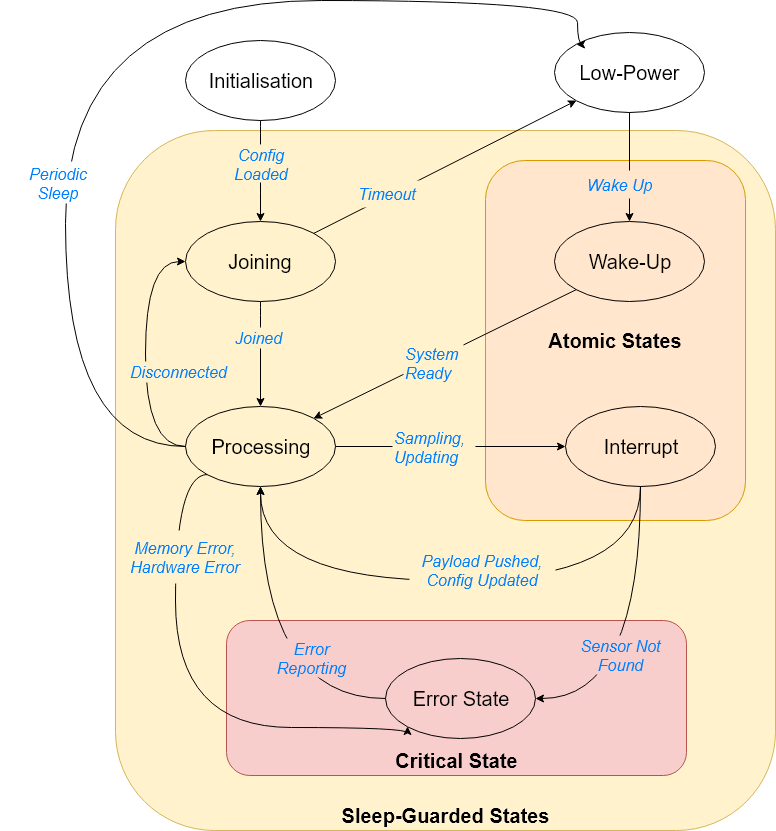 Initialisation
Low-Power
Config
Loaded
Periodic
Sleep
Timeout
Wake Up
Joining
Wake-Up
Joined
Atomic States
System
Ready
Disconnected
Processing
Sampling,
Updating
Interrupt
Memory Error,
Hardware Error
Payload Pushed,
Config Updated
Error
Reporting
Sensor Not
Found
Error State
Critical State
Sleep-Guarded States